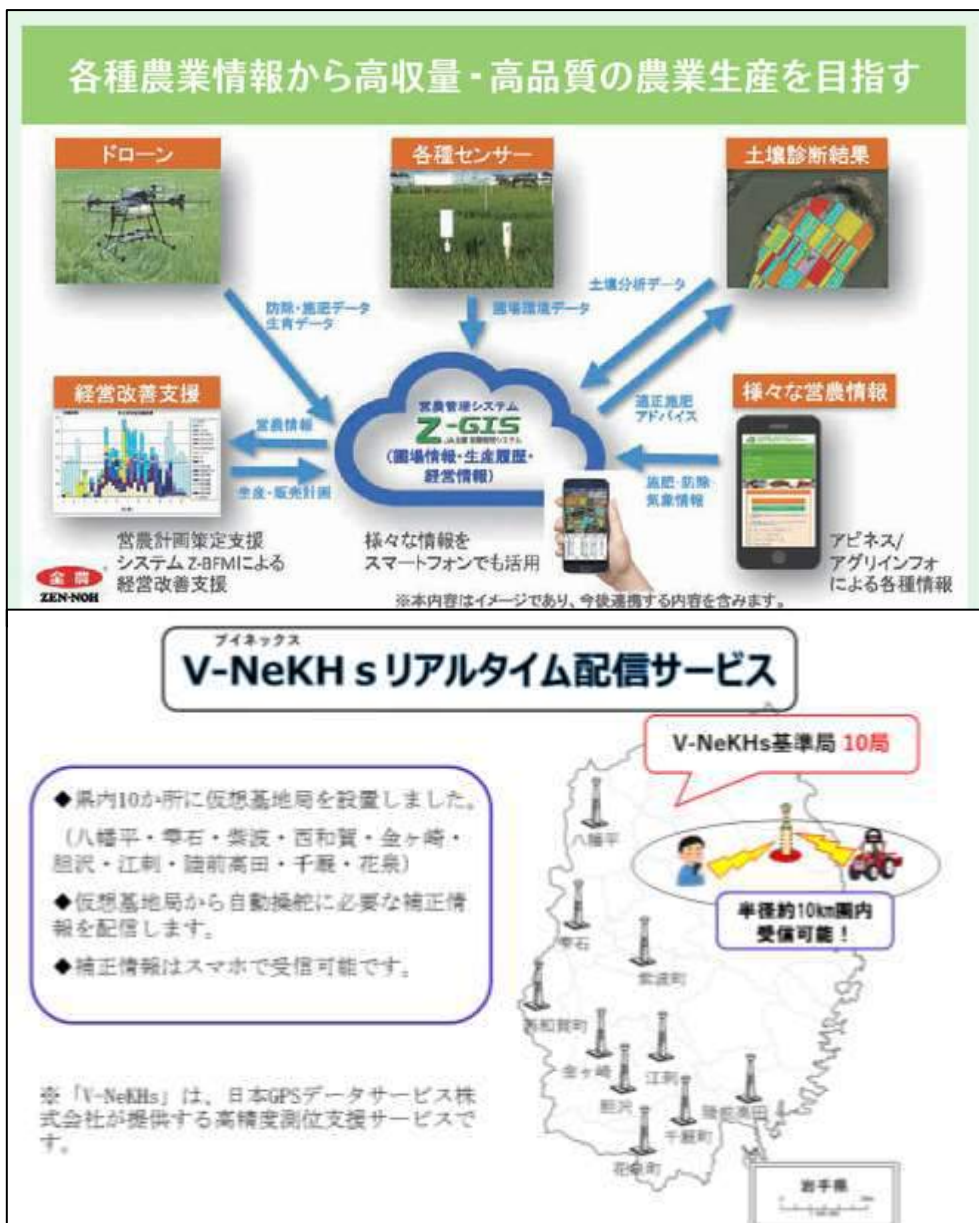 各種農業情報から高収量・高品質の農業生産を目指す
ドローン
各種センサー
土壌診断結果
防除・施肥データ
生育データ
圃場環境データ
土壌分析データ
適正施肥
アドバイス
経営改善支援
営農情報
生産・販売計画
営農管理システム
Z-GIS
JA全農 営農管理システム
(圃場情報・生産履歴・
経営情報)
様々な営農情報
施肥・防除・
気象情報
営農計画策定支援
システム Z-BFMによる
経営改善支援
様々な情報を
スマートフォンでも活用
アピネス/
アグリインフォ
による各種情報
全農
ZEN-NOH
※本内容はイメージであり、今後連携する内容を含みます。
ブイネックス
V-NeKHsリアルタイム配信サービス
V-NeKHs基準局 10局
◆県内10か所に仮想基地局を設置しました。
(八幡平・雫石・紫波・西和賀・金ヶ崎・
胆沢・江刺・陸前高田・千厩・花泉)
◆仮想基地局から自動操舵に必要な補正情
報を配信します。
◆補正情報はスマホで受信可能です。
半径約10km圏内
受信可能!
八幡平
雫石
紫波町
西和賀町
金ヶ崎
江刺
胆沢
陸前高田
千厩町
花泉町
※「V-NeKHs」は、日本GPSデータサービス株
式会社が提供する高精度測位支援サービスで
す。
岩手県